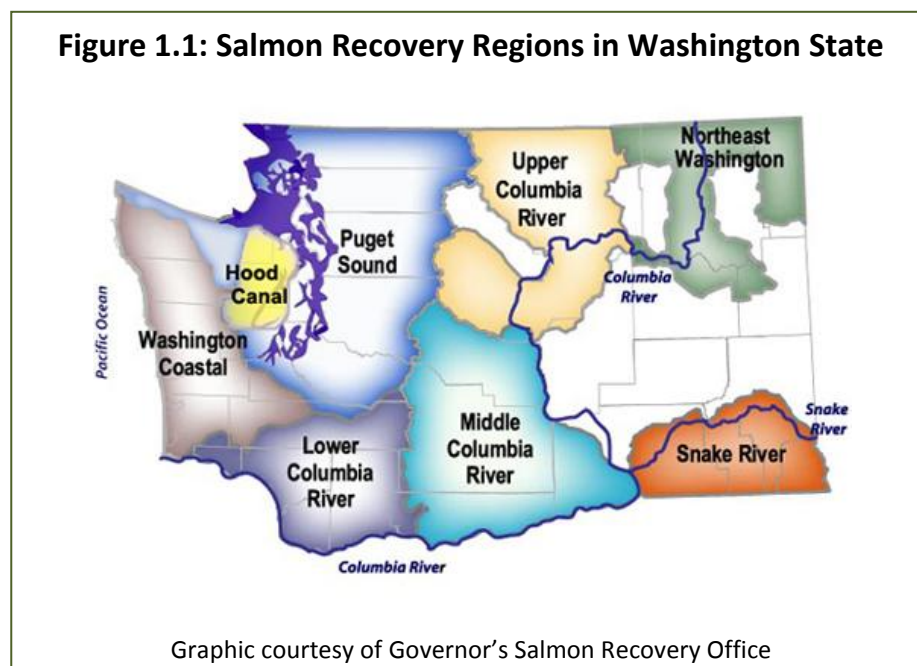 Figure 1.1: Salmon Recovery Regions in Washington State
Northeast
Washington
Upper
Columbia
River
Puget
Sound
Hood
Canal
Columbia
River
Pacific Ocean
Washington
Coastal
Middle
Columbia
River
Lower
Columbia
River
Snake
River
Snake River
Columbia River
Graphic courtesy of Governor’s Salmon Recovery Office